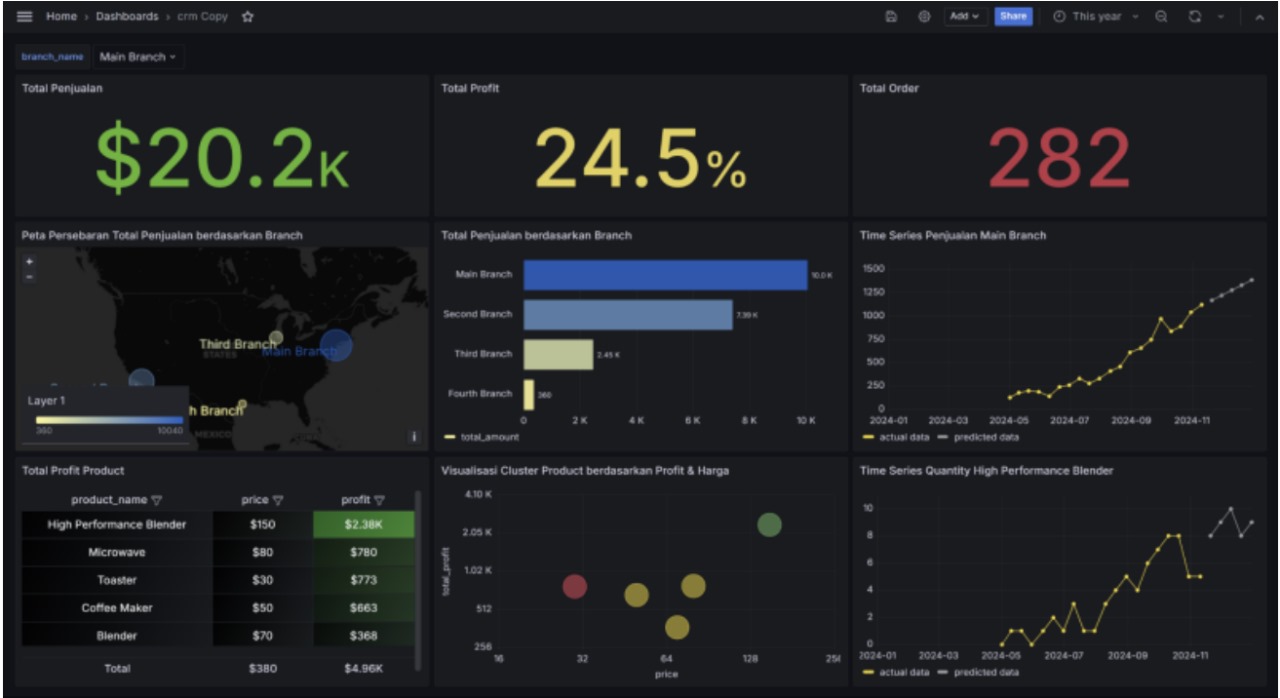 Home › Dashboards › crm Copy
Add
Share
This year
branch_name
Main Branch
Total Penjualan
$20.2K
Total Profit
24.5%
Total Order
282
Peta Persebaran Total Penjualan berdasarkan Branch
+
-
Third Branch
STATES
Main Branch
h Branch
MEXICO
Layer 1
360 10040
i
Total Penjualan berdasarkan Branch
Main Branch 10.0 K
Second Branch 7.39 K
Third Branch 2.45 K
Fourth Branch 360
0 2 K 4 K 6 K 8 K 10 K
total_amount
Time Series Penjualan Main Branch
1500
1250
1000
750
500
250
0
2024-01 2024-03 2024-05 2024-07 2024-09 2024-11
actual data predicted data
Total Profit Product
product_name price profit
High Performance Blender $150 $2.38K
Microwave $80 $780
Toaster $30 $773
Coffee Maker $50 $663
Blender $70 $368
Total $380 $4.96K
Visualisasi Cluster Product berdasarkan Profit & Harga
total_profit
4.10 K
2.05 K
1.02 K
512
256
16 32 64 128
price
Time Series Quantity High Performance Blender
10
8
6
4
2
0
2024-01 2024-03 2024-05 2024-07 2024-09 2024-11
actual data predicted data